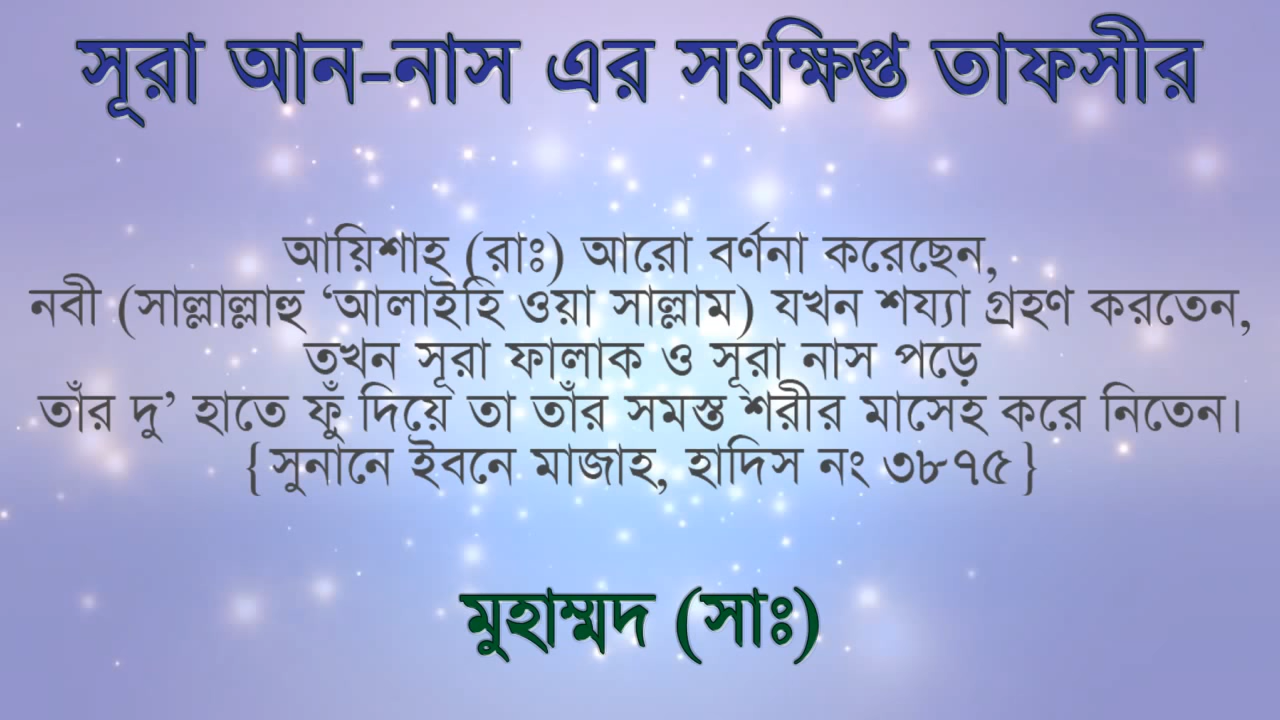 সূরা আন-নাস এর সংক্ষিপ্ত তাফসীর
আয়িশাহ (রাঃ) আরো বর্ণনা করেছেন,
নবী (সাল্লাল্লাহু ‘আলাইহি ওয়া সাল্লাম) যখন শয্যা গ্রহণ করতেন,
তখন সূরা ফালাক ও সূরা নাস পড়ে
তাঁর দু’ হাতে ফুঁ দিয়ে তা তাঁর সমস্ত শরীর মাসেহ করে নিতেন।
{সুনানে ইবনে মাজাহ, হাদিস নং ৩৮৭৫}
মুহাম্মদ (সাঃ)